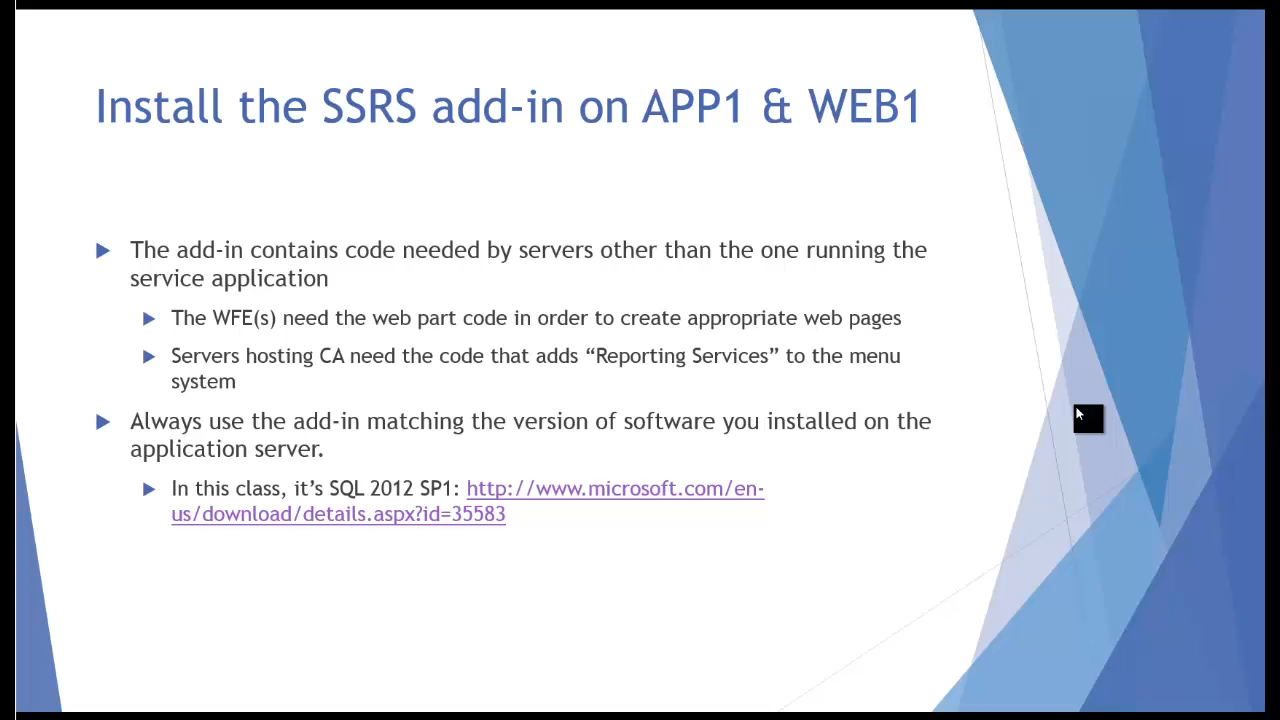 Install the SSRS add-in on APP1 & WEB1
The add-in contains code needed by servers other than the one running the
service application
The WFE(s) need the web part code in order to create appropriate web pages
Servers hosting CA need the code that adds “Reporting Services” to the menu
system
Always use the add-in matching the version of software you installed on the
application server.
In this class, it’s SQL 2012 SP1: http://www.microsoft.com/en-
us/download/details.aspx?id=35583